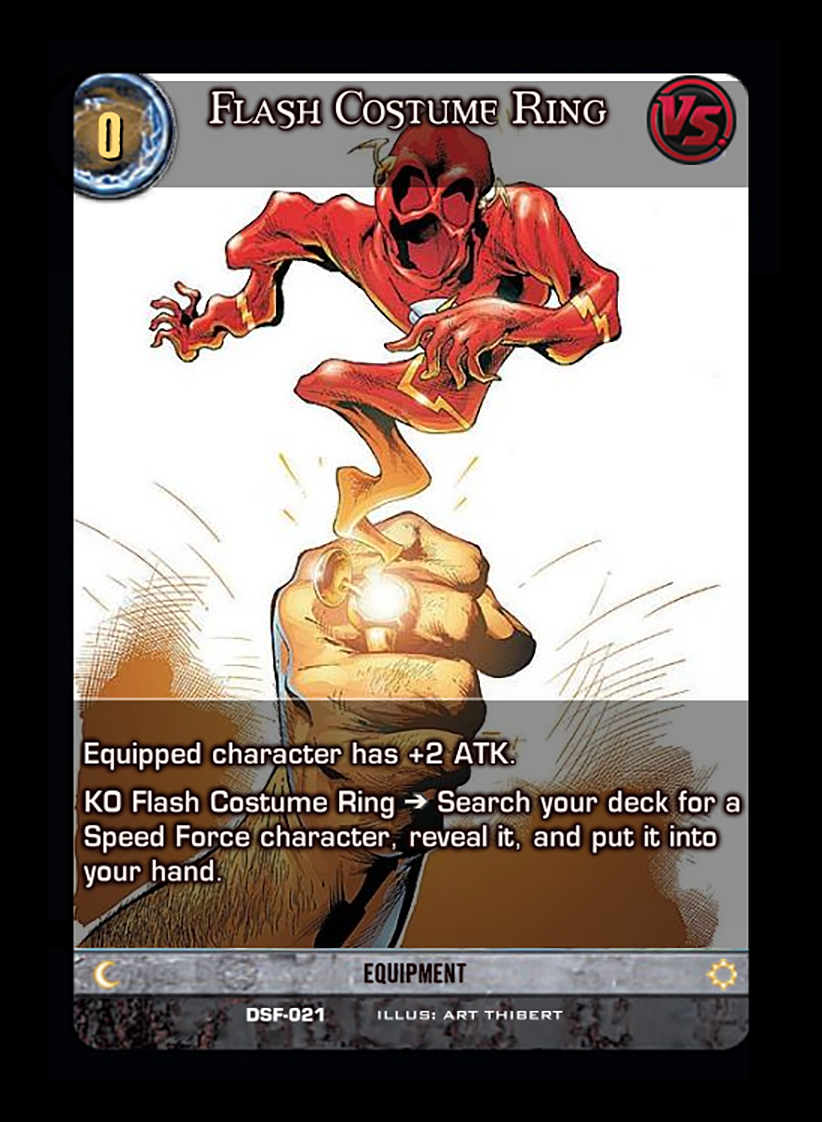 0
FLASH COSTUME RING
VS.
Equipped character has +2 ATK.
KO Flash Costume Ring → Search your deck for a
Speed Force character, reveal it, and put it into
your hand.
EQUIPMENT
DSF-021 ILLUS: ART THIBERT